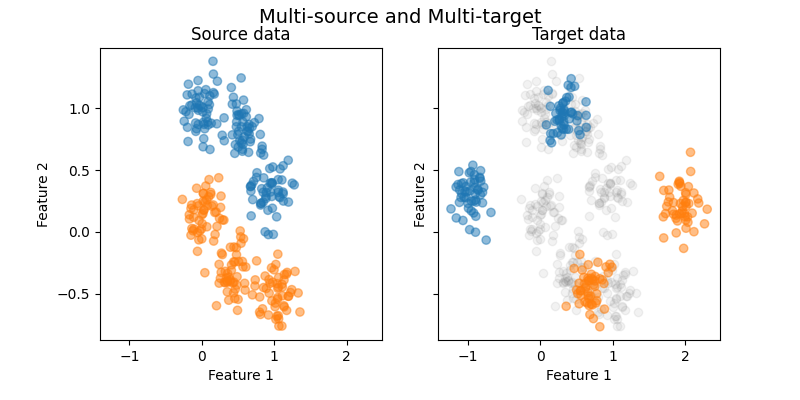 Multi-source and Multi-target
Source data
Target data
Feature 2
1.0
0.5
0.0
−0.5
−1
0
1
2
Feature 1
Feature 2
−1
0
1
2
Feature 1